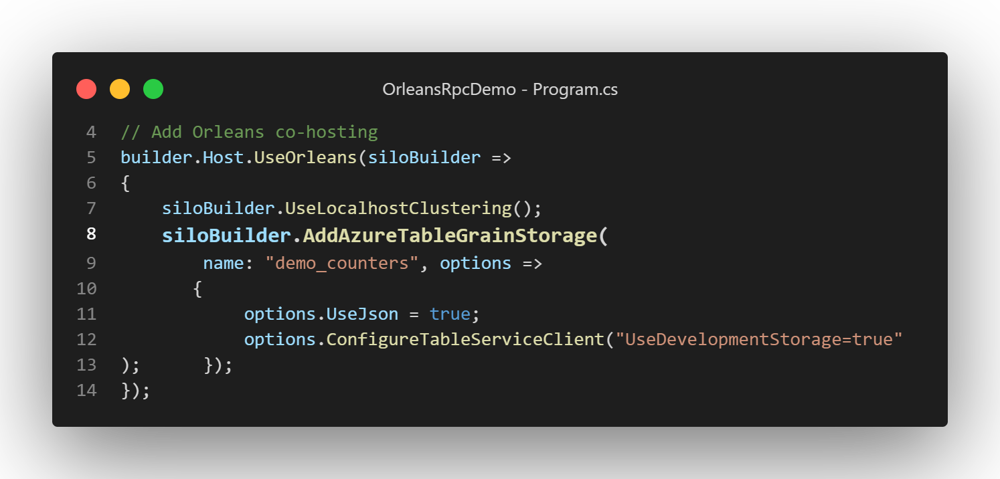 OrleansRpcDemo - Program.cs
4 // Add Orleans co-hosting
5 builder.Host.UseOrleans(siloBuilder =>
6 {
7     siloBuilder.UseLocalhostClustering();
8     siloBuilder.AddAzureTableGrainStorage(
9         name: "demo_counters", options =>
10        {
11            options.UseJson = true;
12            options.ConfigureTableServiceClient("UseDevelopmentStorage=true"
13 );      });
14 });